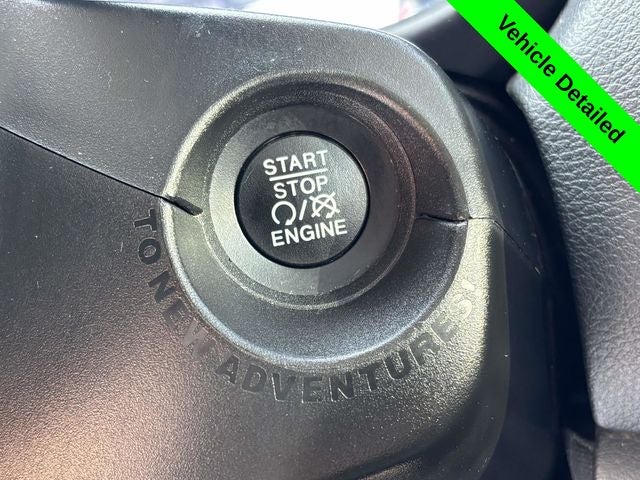 Vehicle Detailed
START
STOP
ENGINE
TO NEW ADVENTURES!